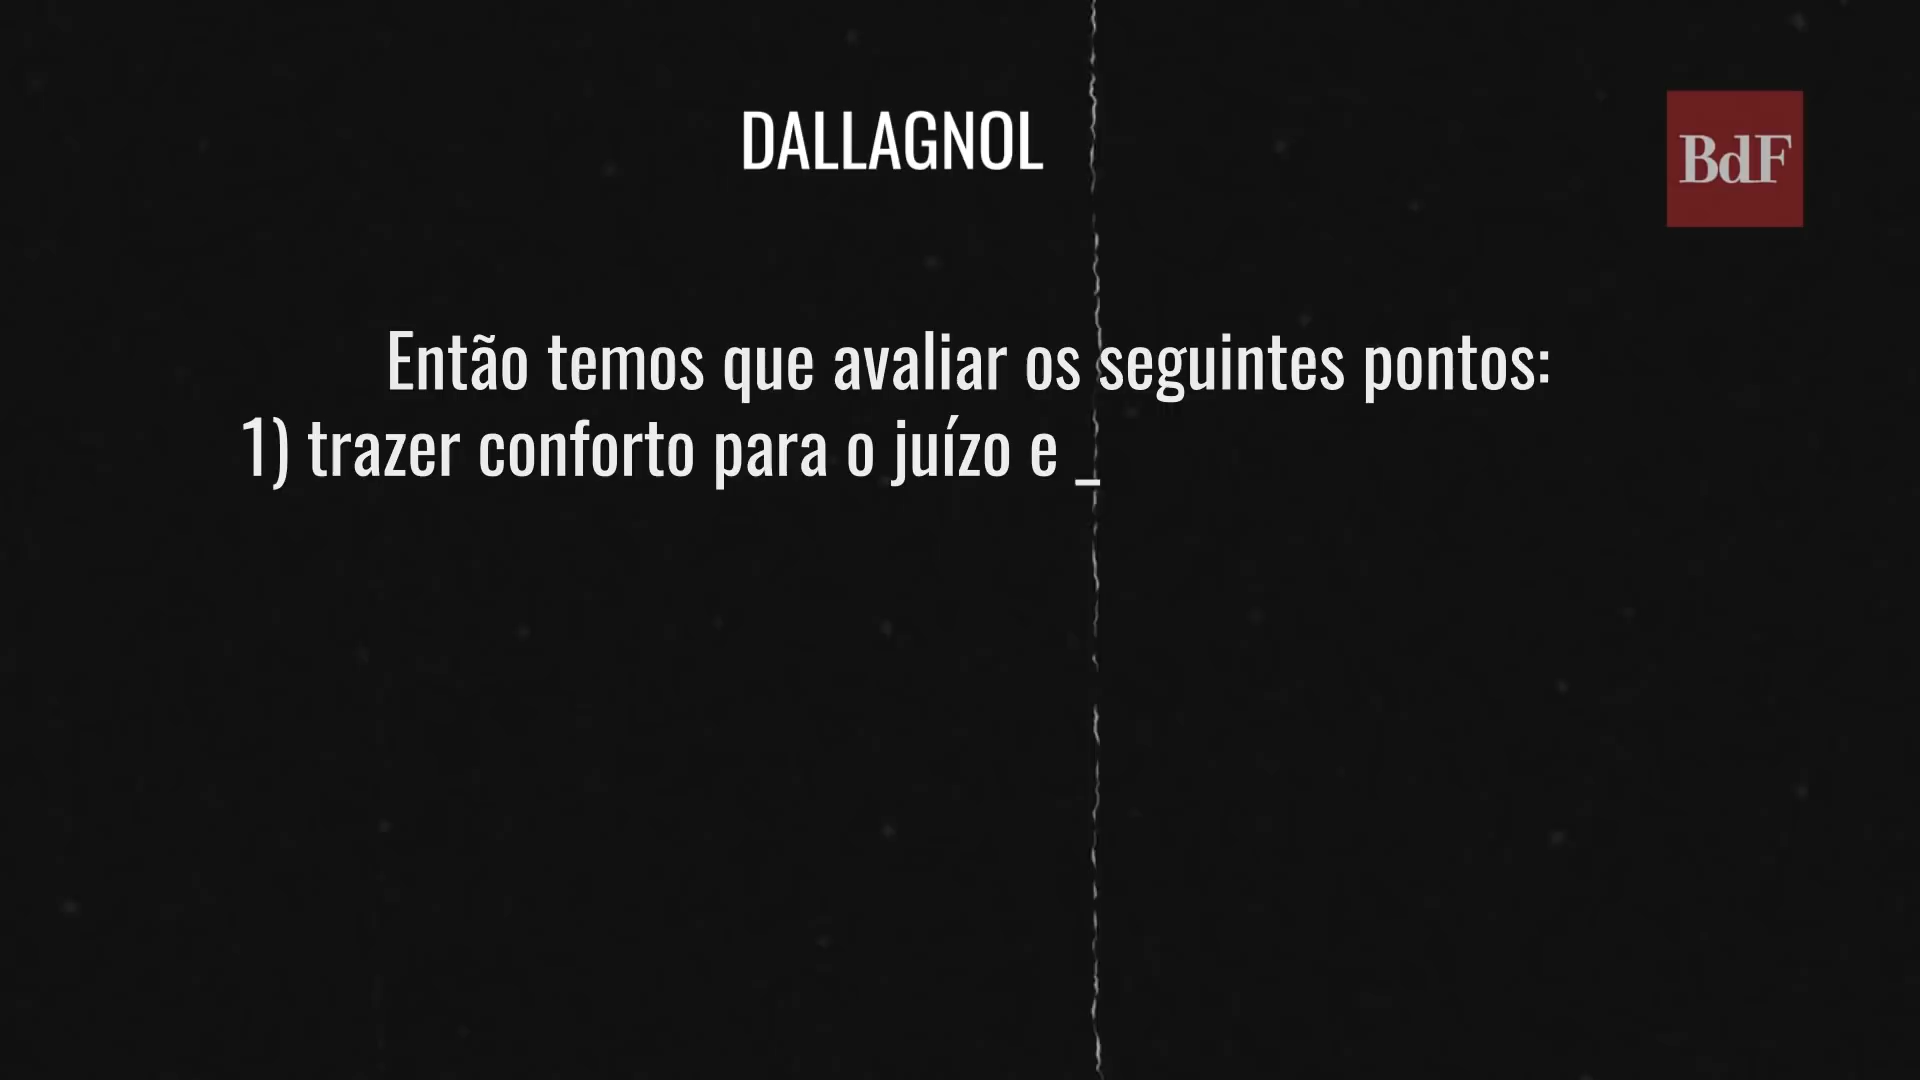 DALLAGNOL
BdF
Então temos que avaliar os seguintes pontos:
1) trazer conforto para o juízo e _